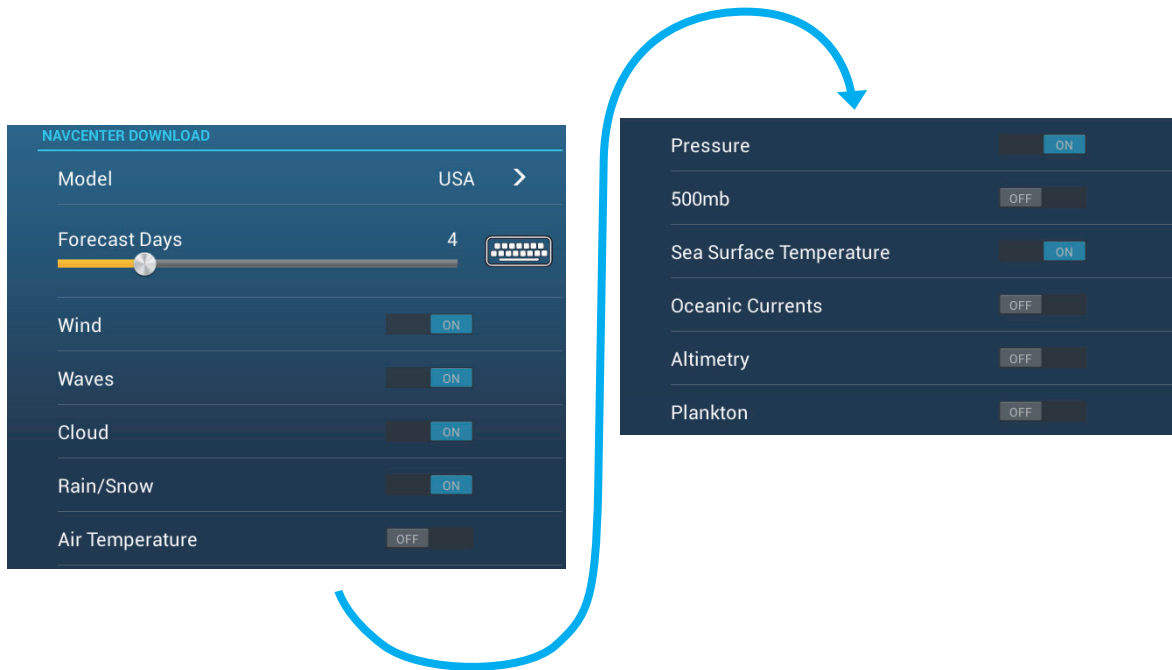 NAVCENTER DOWNLOAD
Model USA
Forecast Days 4
Wind ON
Waves ON
Cloud ON
Rain/Snow ON
Air Temperature OFF
Pressure ON
500mb OFF
Sea Surface Temperature ON
Oceanic Currents OFF
Altimetry OFF
Plankton OFF